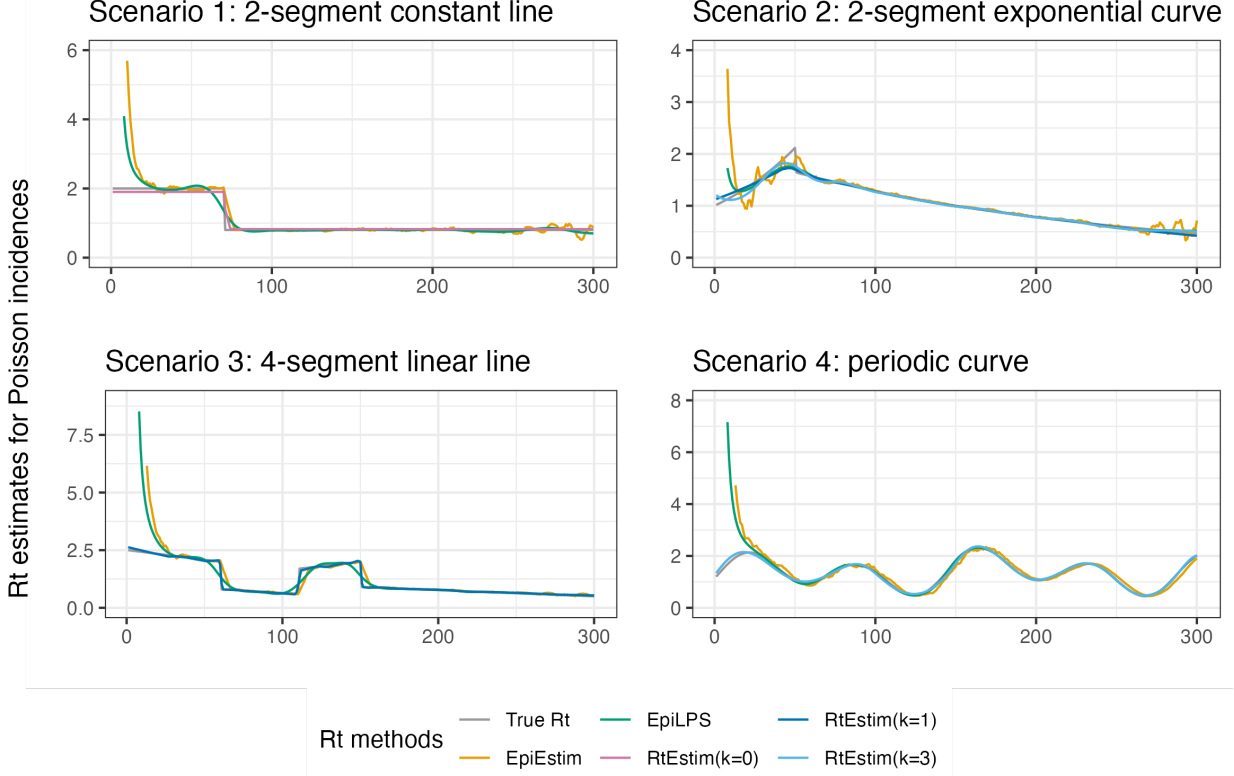 Scenario 1: 2-segment constant line
Scenario 2: 2-segment exponential curve
Rt estimates for Poisson incidences
6
4
2
0
0 100 200 300
4
3
2
1
0
0 100 200 300
Scenario 3: 4-segment linear line
Scenario 4: periodic curve
7.5
5.0
2.5
0.0
0 100 200 300
8
6
4
2
0
0 100 200 300
Rt methods
True Rt
EpiEstim
EpiLPS
RtEstim(k=0)
RtEstim(k=1)
RtEstim(k=3)